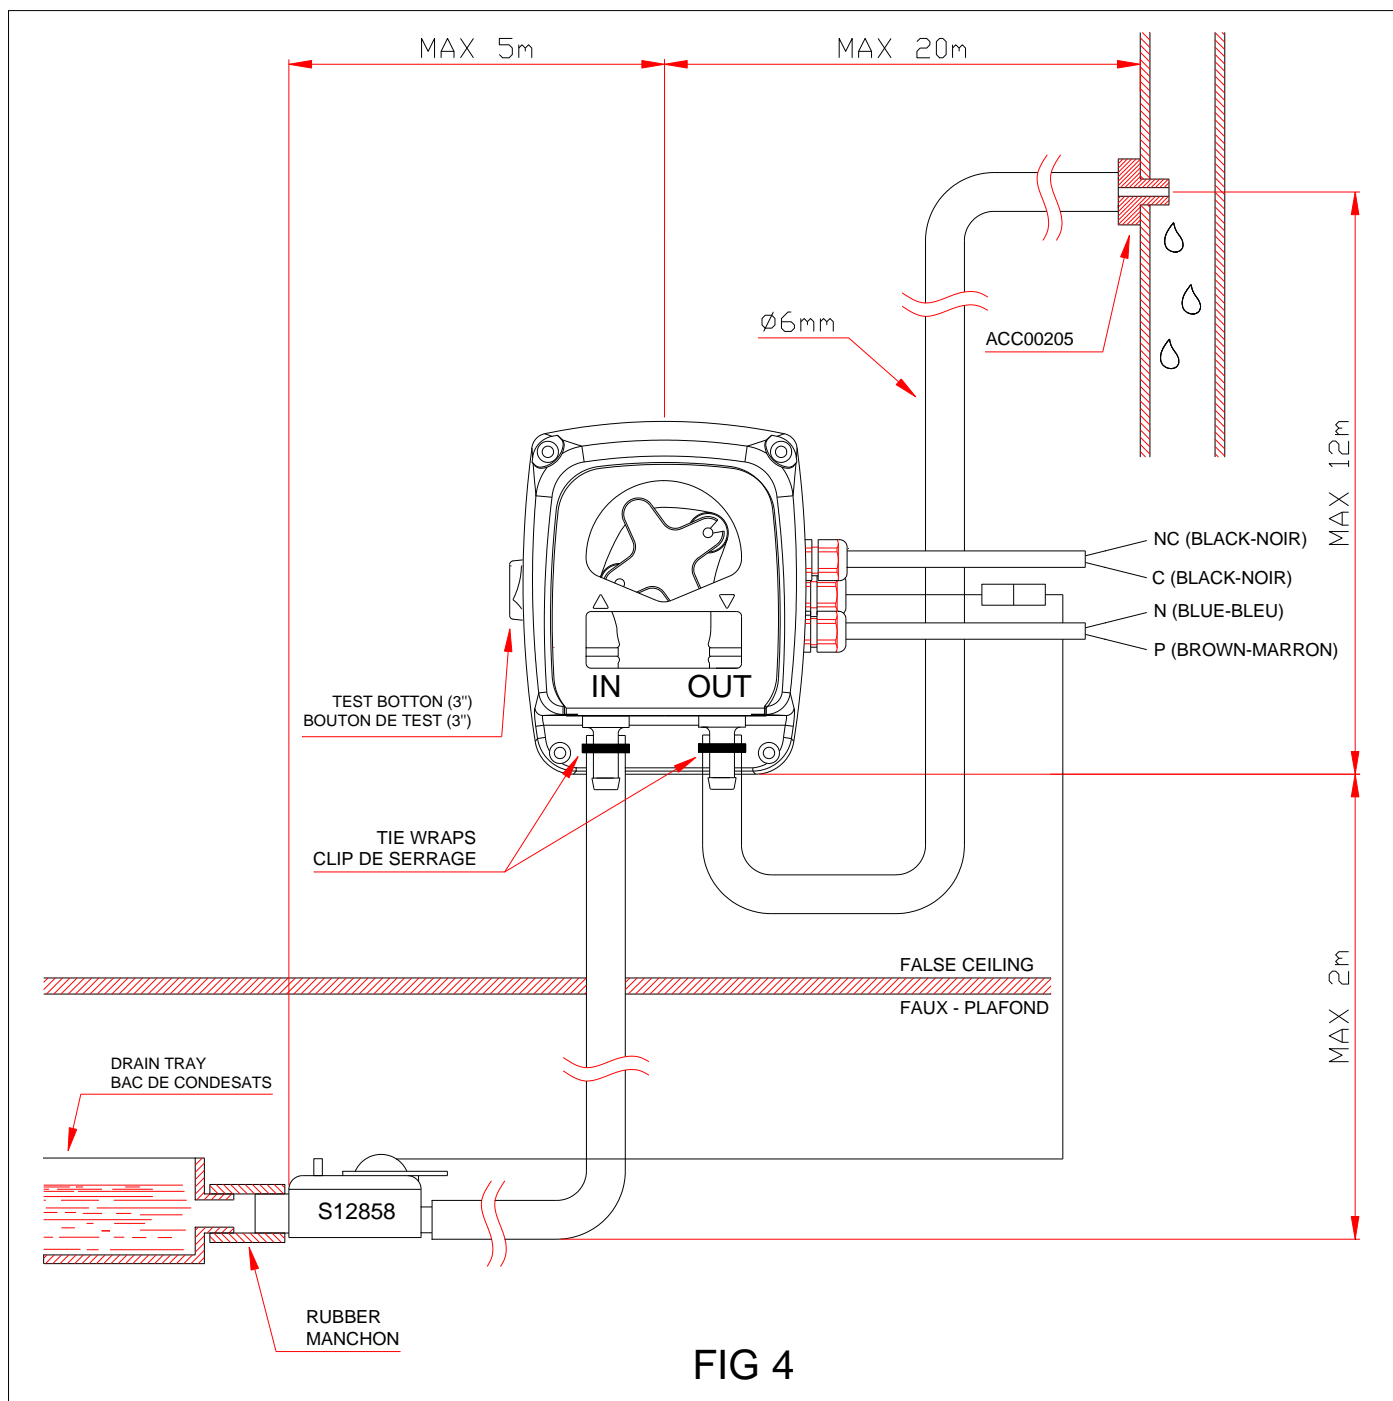 MAX 5m
MAX 20m
Ø6mm
ACC00205
MAX 12m
NC (BLACK-NOIR)
C (BLACK-NOIR)
N (BLUE-BLEU)
P (BROWN-MARRON)
IN
OUT
TEST BOTTON (3")
BOUTON DE TEST (3")
TIE WRAPS
CLIP DE SERRAGE
FALSE CEILING
FAUX - PLAFOND
MAX 2m
DRAIN TRAY
BAC DE CONDESATS
S12858
RUBBER
MANCHON
FIG 4